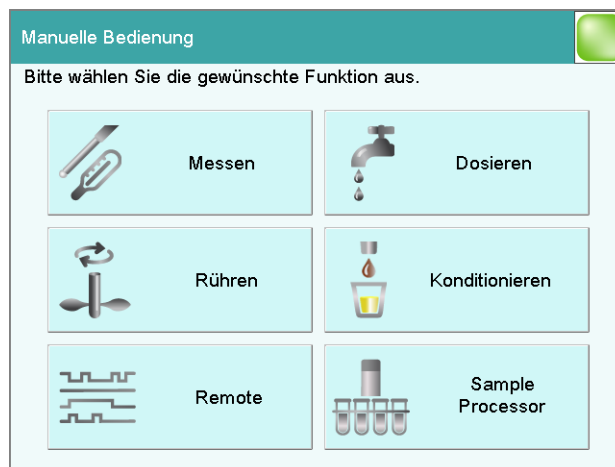 Manuelle Bedienung
Bitte wählen Sie die gewünschte Funktion aus.
Messen
Dosieren
Rühren
Konditionieren
Remote
Sample
Processor